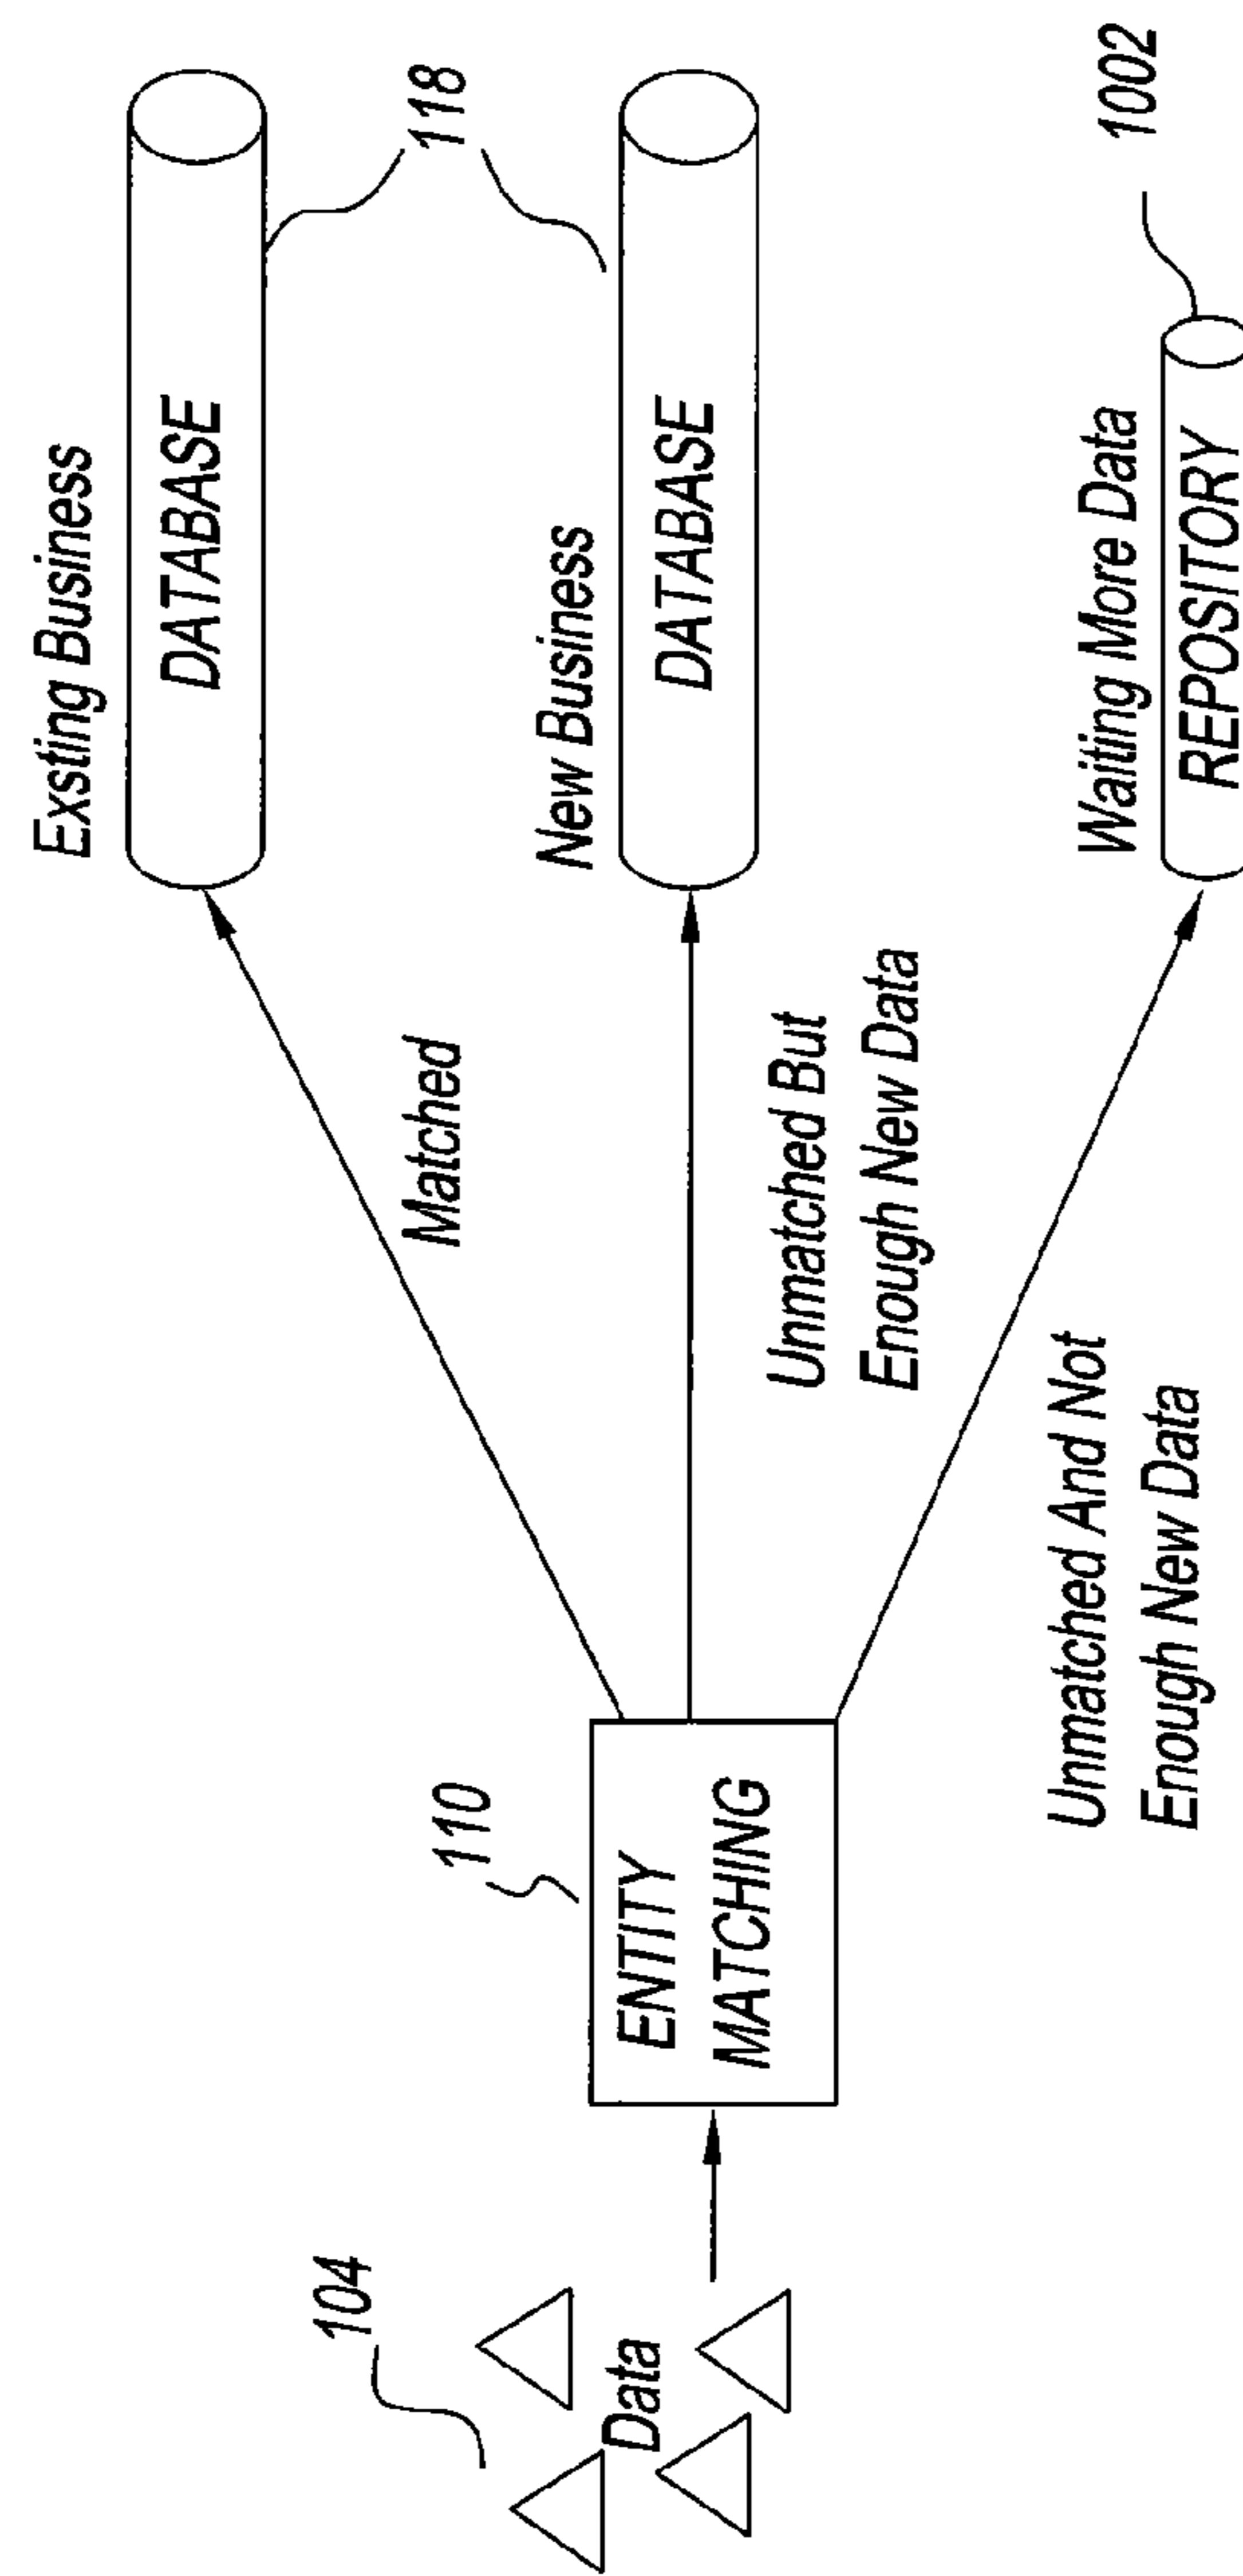 104
Data
110
ENTITY
MATCHING
Matched
Unmatched But
Enough New Data
Unmatched And Not
Enough New Data
Exsting Business
DATABASE
118
New Business
DATABASE
Waiting More Data
REPOSITORY
1002